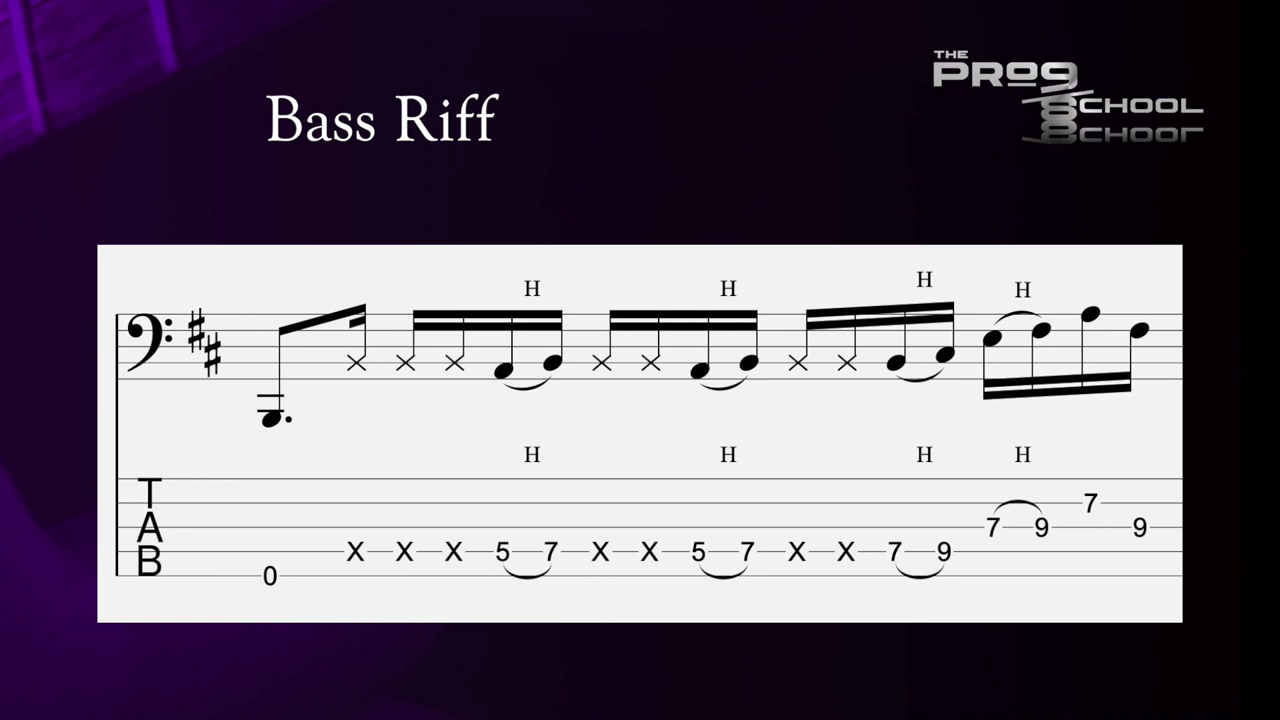 THE
PROG
SCHOOL
Bass Riff
H H H H
H H H H
T
A
B
7
7 9 9
X X X 5 7 X X 5 7 X X 7 9
0